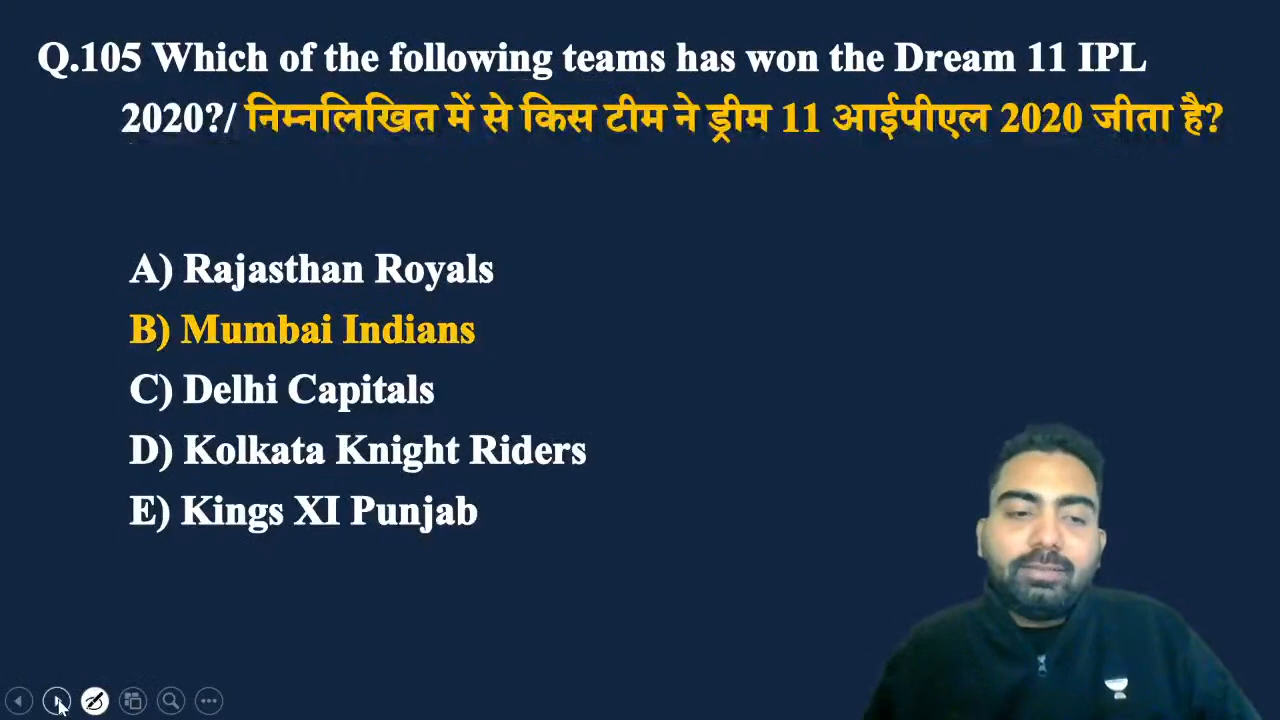 Q.105 Which of the following teams has won the Dream 11 IPL
2020?/ निम्नलिखित में से किस टीम ने ड्रीम 11 आईपीएल 2020 जीता है?
A) Rajasthan Royals
B) Mumbai Indians
C) Delhi Capitals
D) Kolkata Knight Riders
E) Kings XI Punjab